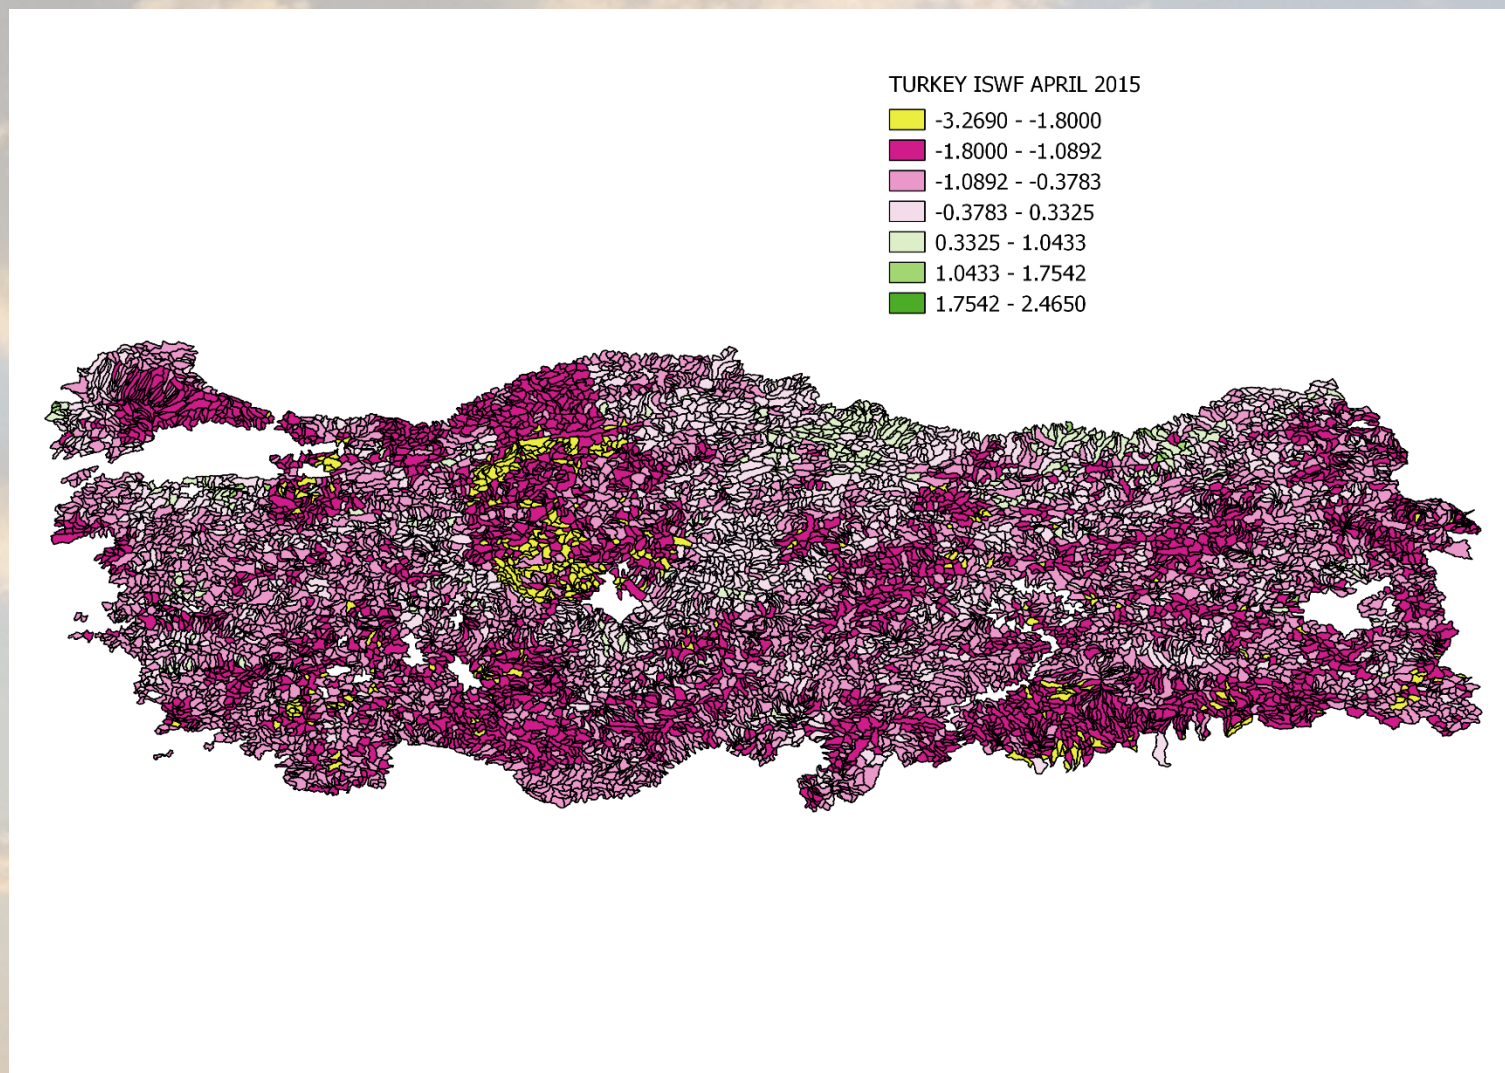 TURKEY ISWF APRIL 2015
-3.2690 - -1.8000
-1.8000 - -1.0892
-1.0892 - -0.3783
-0.3783 - 0.3325
0.3325 - 1.0433
1.0433 - 1.7542
1.7542 - 2.4650